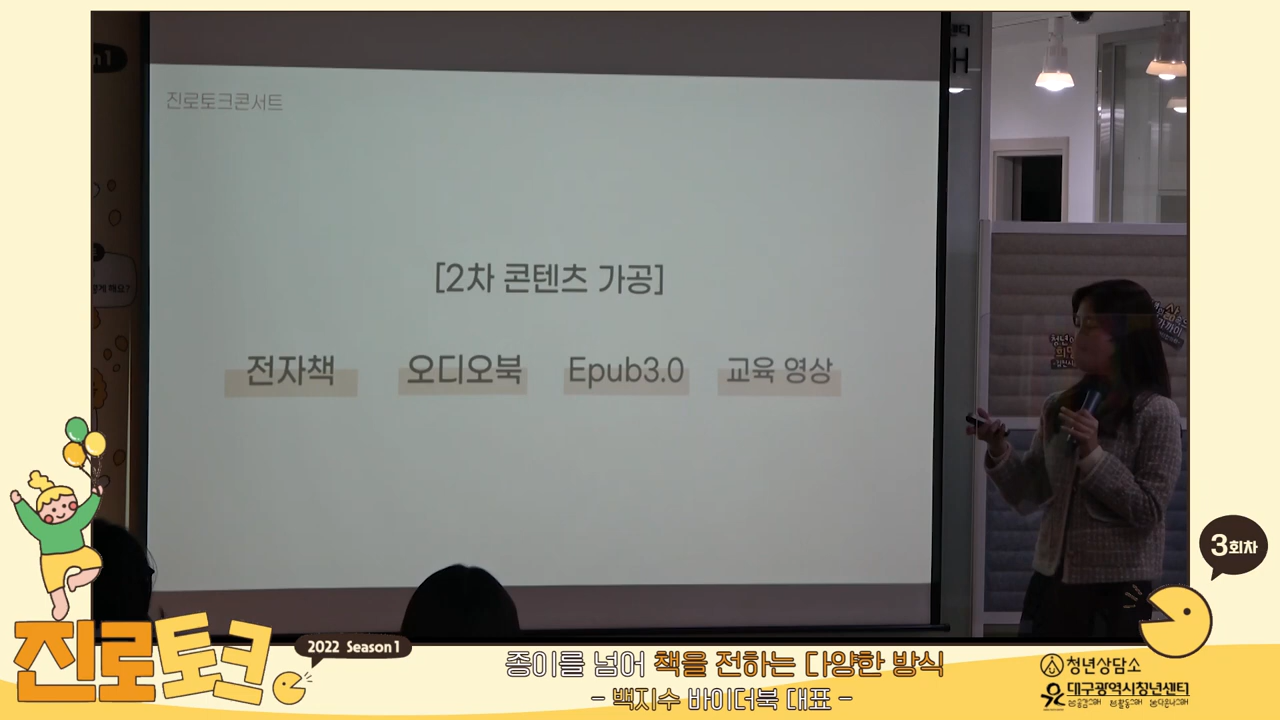 진로토크콘서트
[2차 콘텐츠 가공]
전자책 오디오북 Epub3.0 교육 영상
3회차
진로토크
2022 Season1
종이를 넘어 책을 전하는 다양한 방식
- 백지수 바이더북 대표 -
청년상담소
대구광역시청년센터